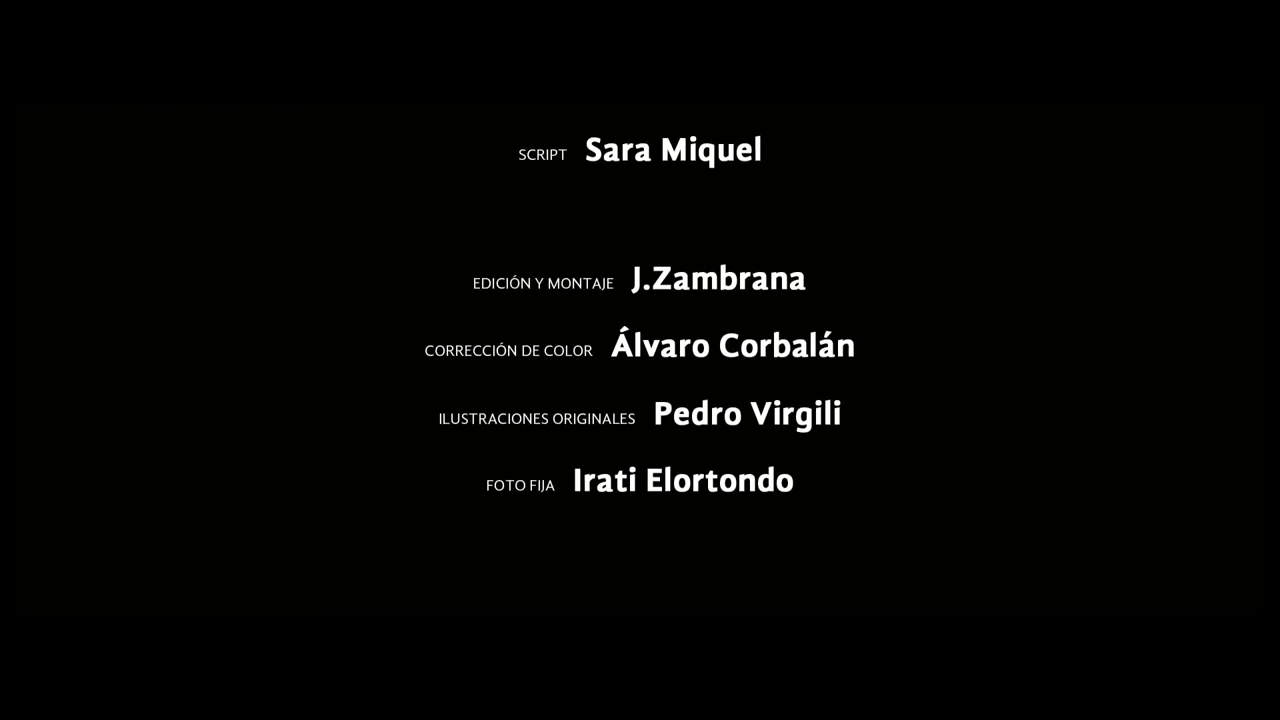 SCRIPT Sara Miquel
EDICIÓN Y MONTAJE J.Zambrana
CORRECCIÓN DE COLOR Álvaro Corbalán
ILUSTRACIONES ORIGINALES Pedro Virgili
FOTO FIJA Irati Elortondo